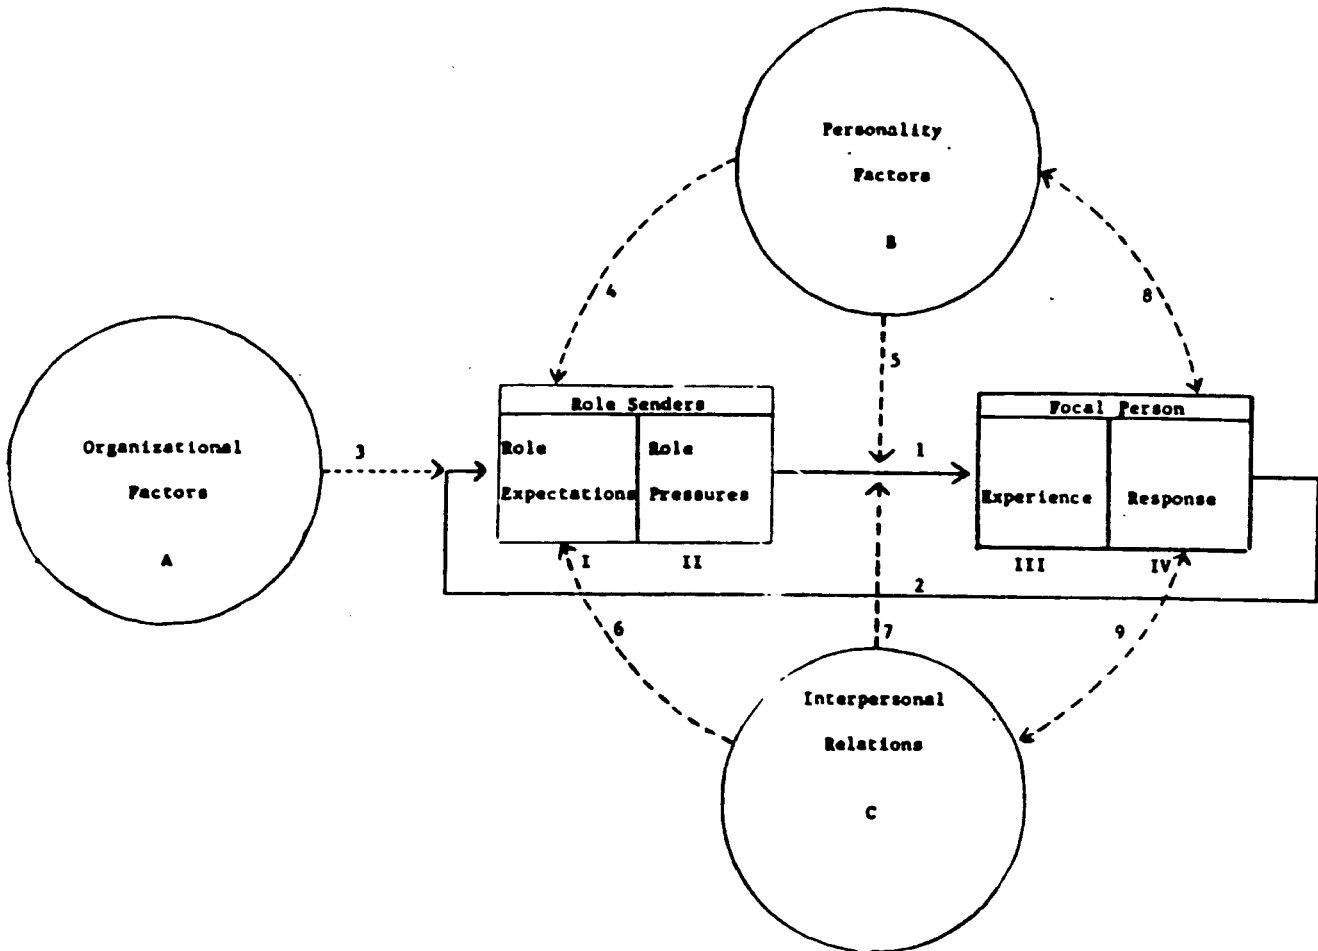 Personality
Factors
B
4
8
5
Role Senders
Focal Person
Organizational
Factors
A
3
Role
Expectations
Role
Pressures
1
Experience
Response
I
II
III
IV
2
6
7
9
Interpersonal
Relations
C